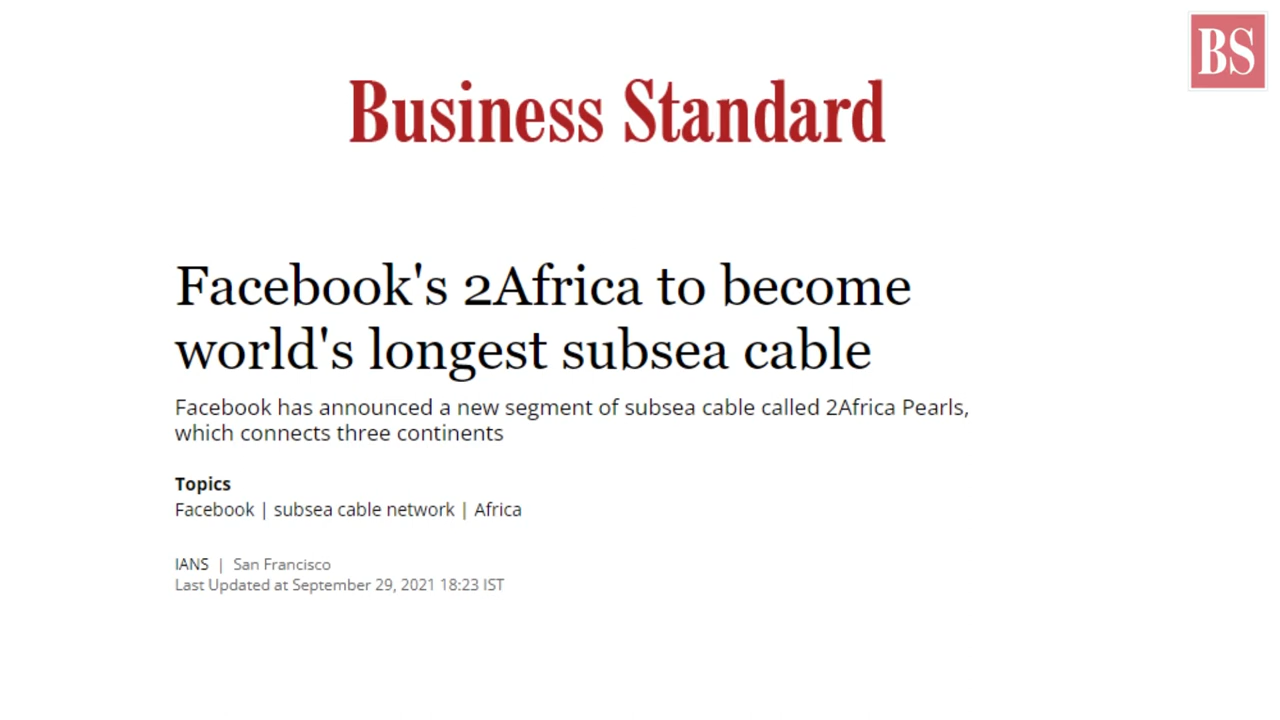 BS
Business Standard
Facebook's 2Africa to become
world's longest subsea cable
Facebook has announced a new segment of subsea cable called 2Africa Pearls,
which connects three continents
Topics
Facebook | subsea cable network | Africa
IANS | San Francisco
Last Updated at September 29, 2021 18:23 IST